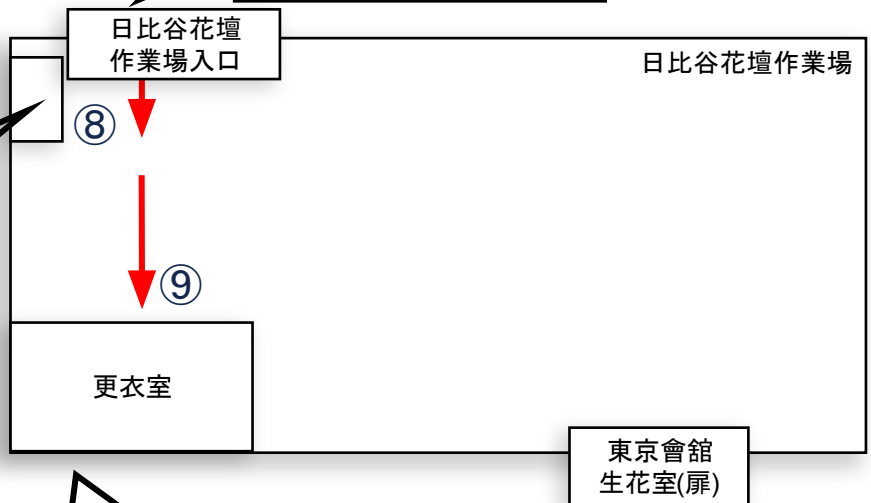 日比谷花壇
作業場入口
日比谷花壇作業場
⑧
⑨
更衣室
東京會舘
生花室(扉)